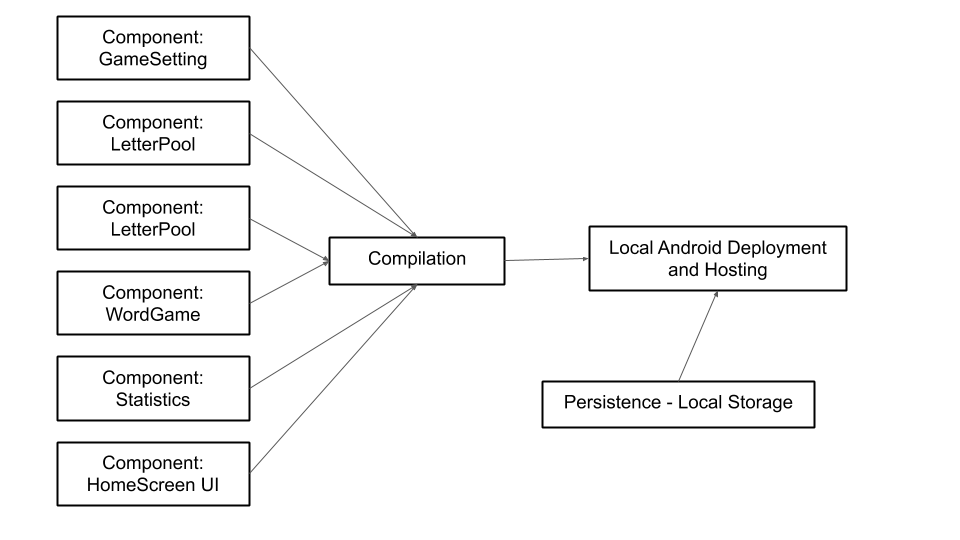 Component:
GameSetting
Component:
LetterPool
Component:
LetterPool
Component:
WordGame
Component:
Statistics
Component:
HomeScreen UI
Compilation
Local Android Deployment
and Hosting
Persistence - Local Storage